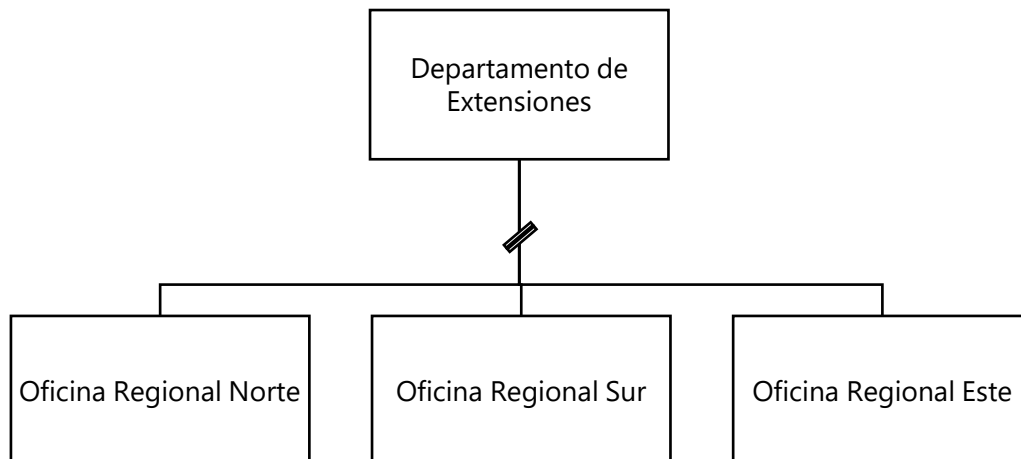 Departamento de
Extensiones
Oficina Regional Norte
Oficina Regional Sur
Oficina Regional Este